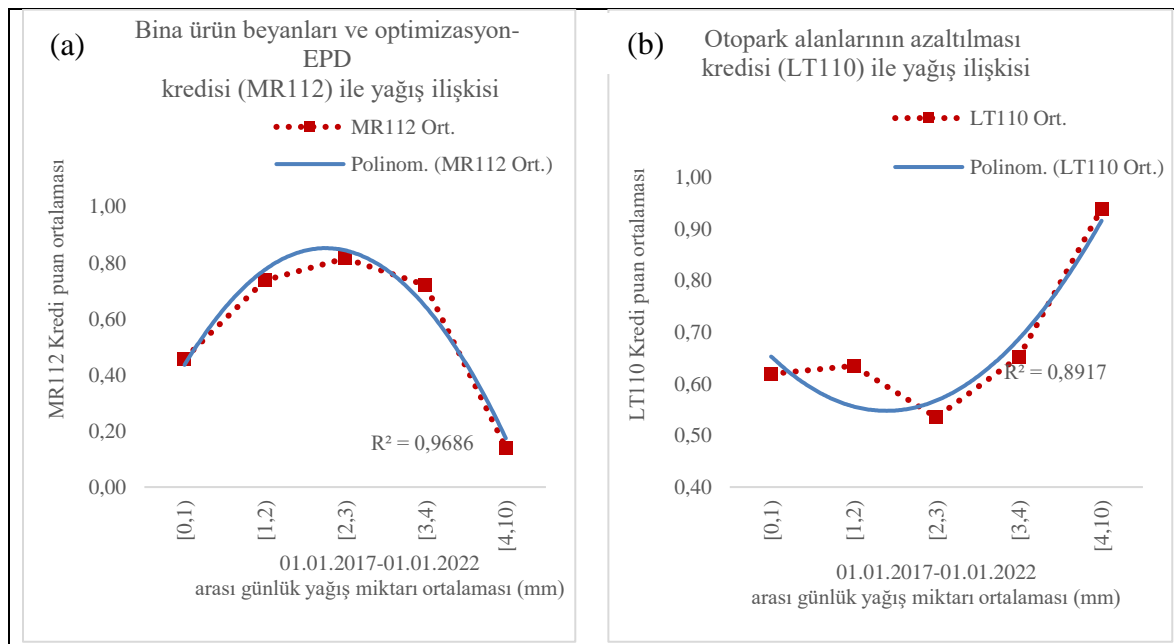 (a)
Bina ürün beyanları ve optimizasyon-
EPD
kredisi (MR112) ile yağış ilişkisi
MR112 Ort.
Polinom. (MR112 Ort.)
MR112 Kredi puan ortalaması
1,00
0,80
0,60
0,40
0,20
0,00
R² = 0,9686
[0,1)
[1,2)
[2,3)
[3,4)
[4,10)
01.01.2017-01.01.2022
arası günlük yağış miktarı ortalaması (mm)
(b)
Otopark alanlarının azaltılması
kredisi (LT110) ile yağış ilişkisi
LT110 Ort.
Polinom. (LT110 Ort.)
LT110 Kredi puan ortalaması
1,00
0,90
0,80
0,70
0,60
0,50
0,40
R² = 0,8917
[0,1)
[1,2)
[2,3)
[3,4)
[4,10)
01.01.2017-01.01.2022
arası günlük yağış miktarı ortalaması (mm)